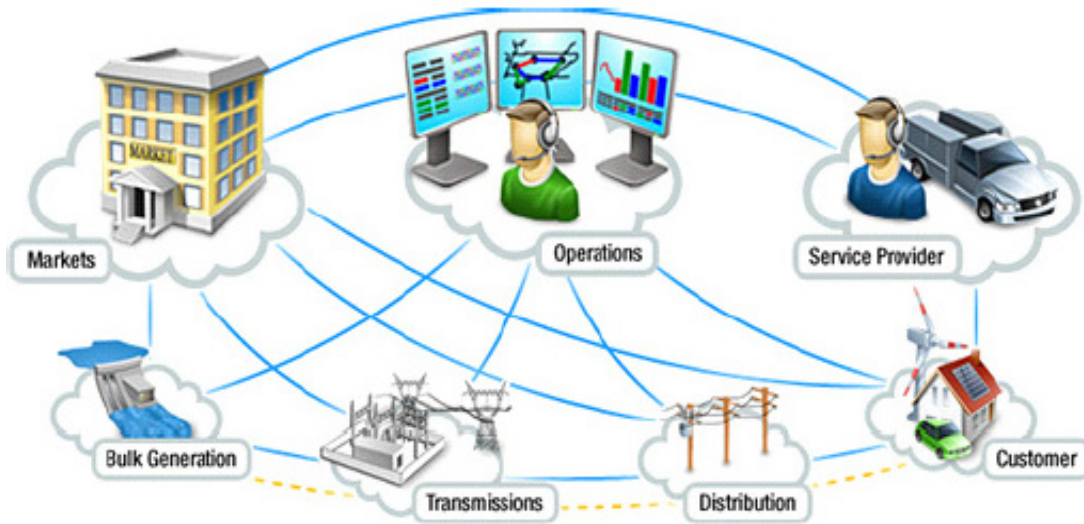 MARKET
Markets
Operations
Service Provider
Bulk Generation
Transmissions
Distribution
Customer